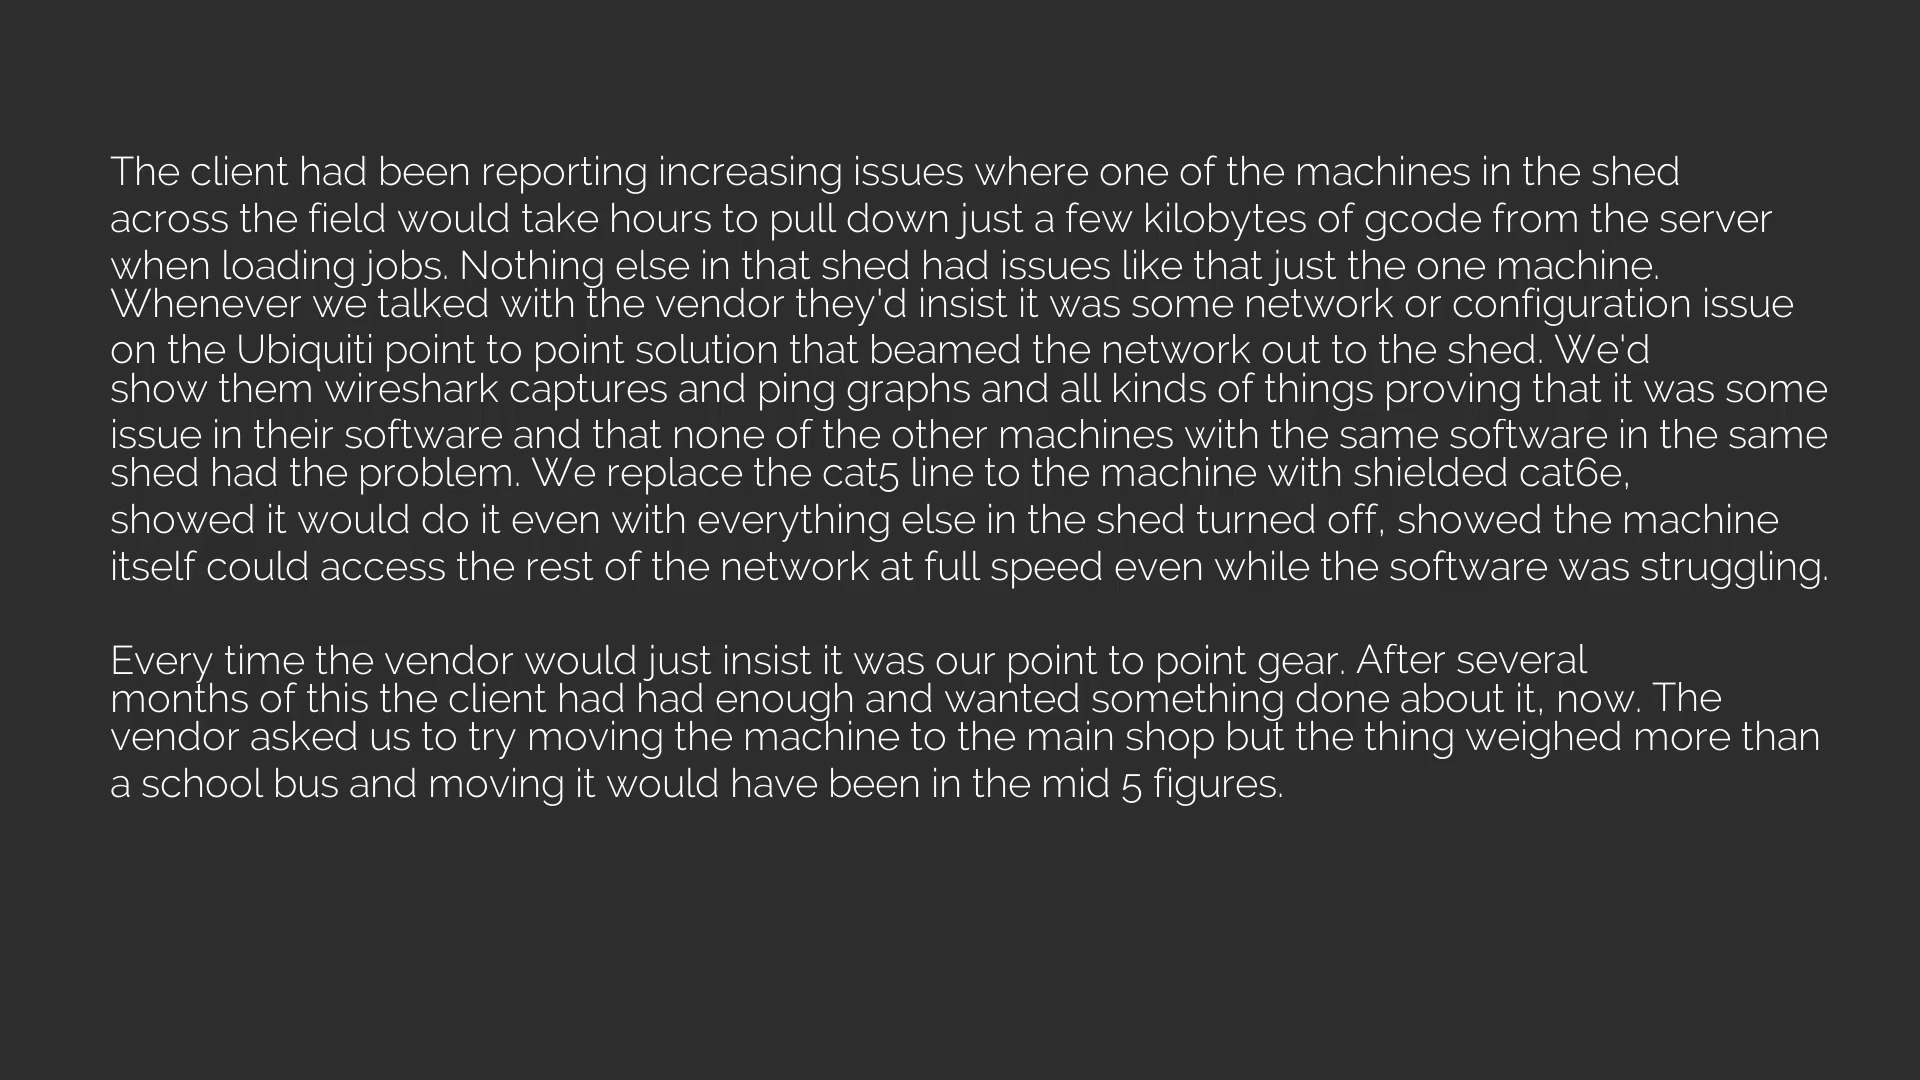 The client had been reporting increasing issues where one of the machines in the shed
across the field would take hours to pull down just a few kilobytes of gcode from the server
when loading jobs. Nothing else in that shed had issues like that just the one machine.
Whenever we talked with the vendor they'd insist it was some network or configuration issue
on the Ubiquiti point to point solution that beamed the network out to the shed. We'd
show them wireshark captures and ping graphs and all kinds of things proving that it was some
issue in their software and that none of the other machines with the same software in the same
shed had the problem. We replace the cat5 line to the machine with shielded cat6e,
showed it would do it even with everything else in the shed turned off, showed the machine
itself could access the rest of the network at full speed even while the software was struggling.
Every time the vendor would just insist it was our point to point gear. After several
months of this the client had had enough and wanted something done about it, now. The
vendor asked us to try moving the machine to the main shop but the thing weighed more than
a school bus and moving it would have been in the mid 5 figures.